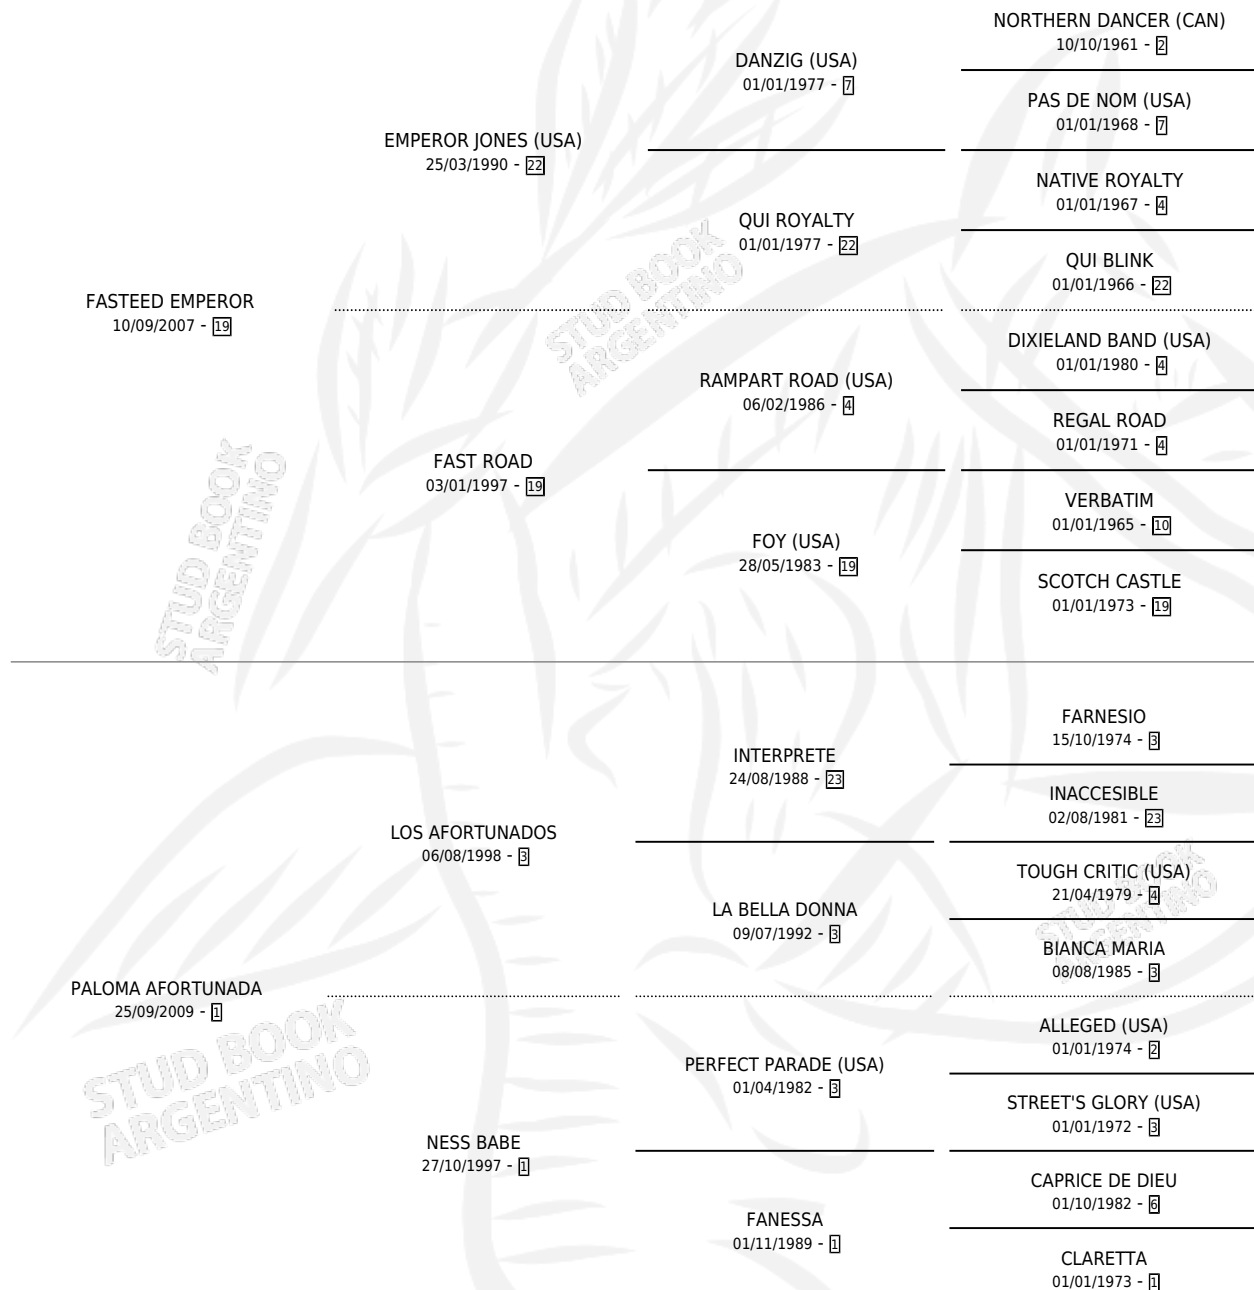 NORTHERN DANCER (CAN)
10/10/1961 - 2
DANZIG (USA)
01/01/1977 - 7
PAS DE NOM (USA)
01/01/1968 - 7
EMPEROR JONES (USA)
25/03/1990 - 22
NATIVE ROYALTY
01/01/1967 - 4
QUI ROYALTY
01/01/1977 - 22
QUI BLINK
01/01/1966 - 22
FASTEED EMPEROR
10/09/2007 - 19
DIXIELAND BAND (USA)
01/01/1980 - 4
RAMPART ROAD (USA)
06/02/1986 - 4
REGAL ROAD
01/01/1971 - 4
FAST ROAD
03/01/1997 - 19
VERBATIM
01/01/1965 - 10
FOY (USA)
28/05/1983 - 19
SCOTCH CASTLE
01/01/1973 - 19
FARNESIO
15/10/1974 - 3
INTERPRETE
24/08/1988 - 23
INACCESIBLE
02/08/1981 - 23
LOS AFORTUNADOS
06/08/1998 - 3
TOUGH CRITIC (USA)
21/04/1979 - 4
LA BELLA DONNA
09/07/1992 - 3
BIANCA MARIA
08/08/1985 - 3
PALOMA AFORTUNADA
25/09/2009 - 1
ALLEGED (USA)
01/01/1974 - 2
PERFECT PARADE (USA)
01/04/1982 - 3
STREET'S GLORY (USA)
01/01/1972 - 3
NESS BABE
27/10/1997 - 1
CAPRICE DE DIEU
01/10/1982 - 6
FANESSA
01/11/1989 - 1
CLARETTA
01/01/1973 - 1
STUD BOOK
ARGENTINO
STUD BOOK
ARGENTINO
STUD BOOK
ARGENTINO
STUD BOOK
ARGENTINO